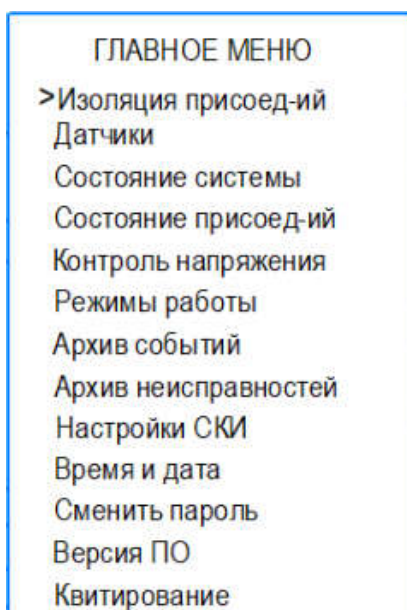 ГЛАВНОЕ МЕНЮ
>Изоляция присоед-ий
Датчики
Состояние системы
Состояние присоед-ий
Контроль напряжения
Режимы работы
Архив событий
Архив неисправностей
Настройки СКИ
Время и дата
Сменить пароль
Версия ПО
Квитирование